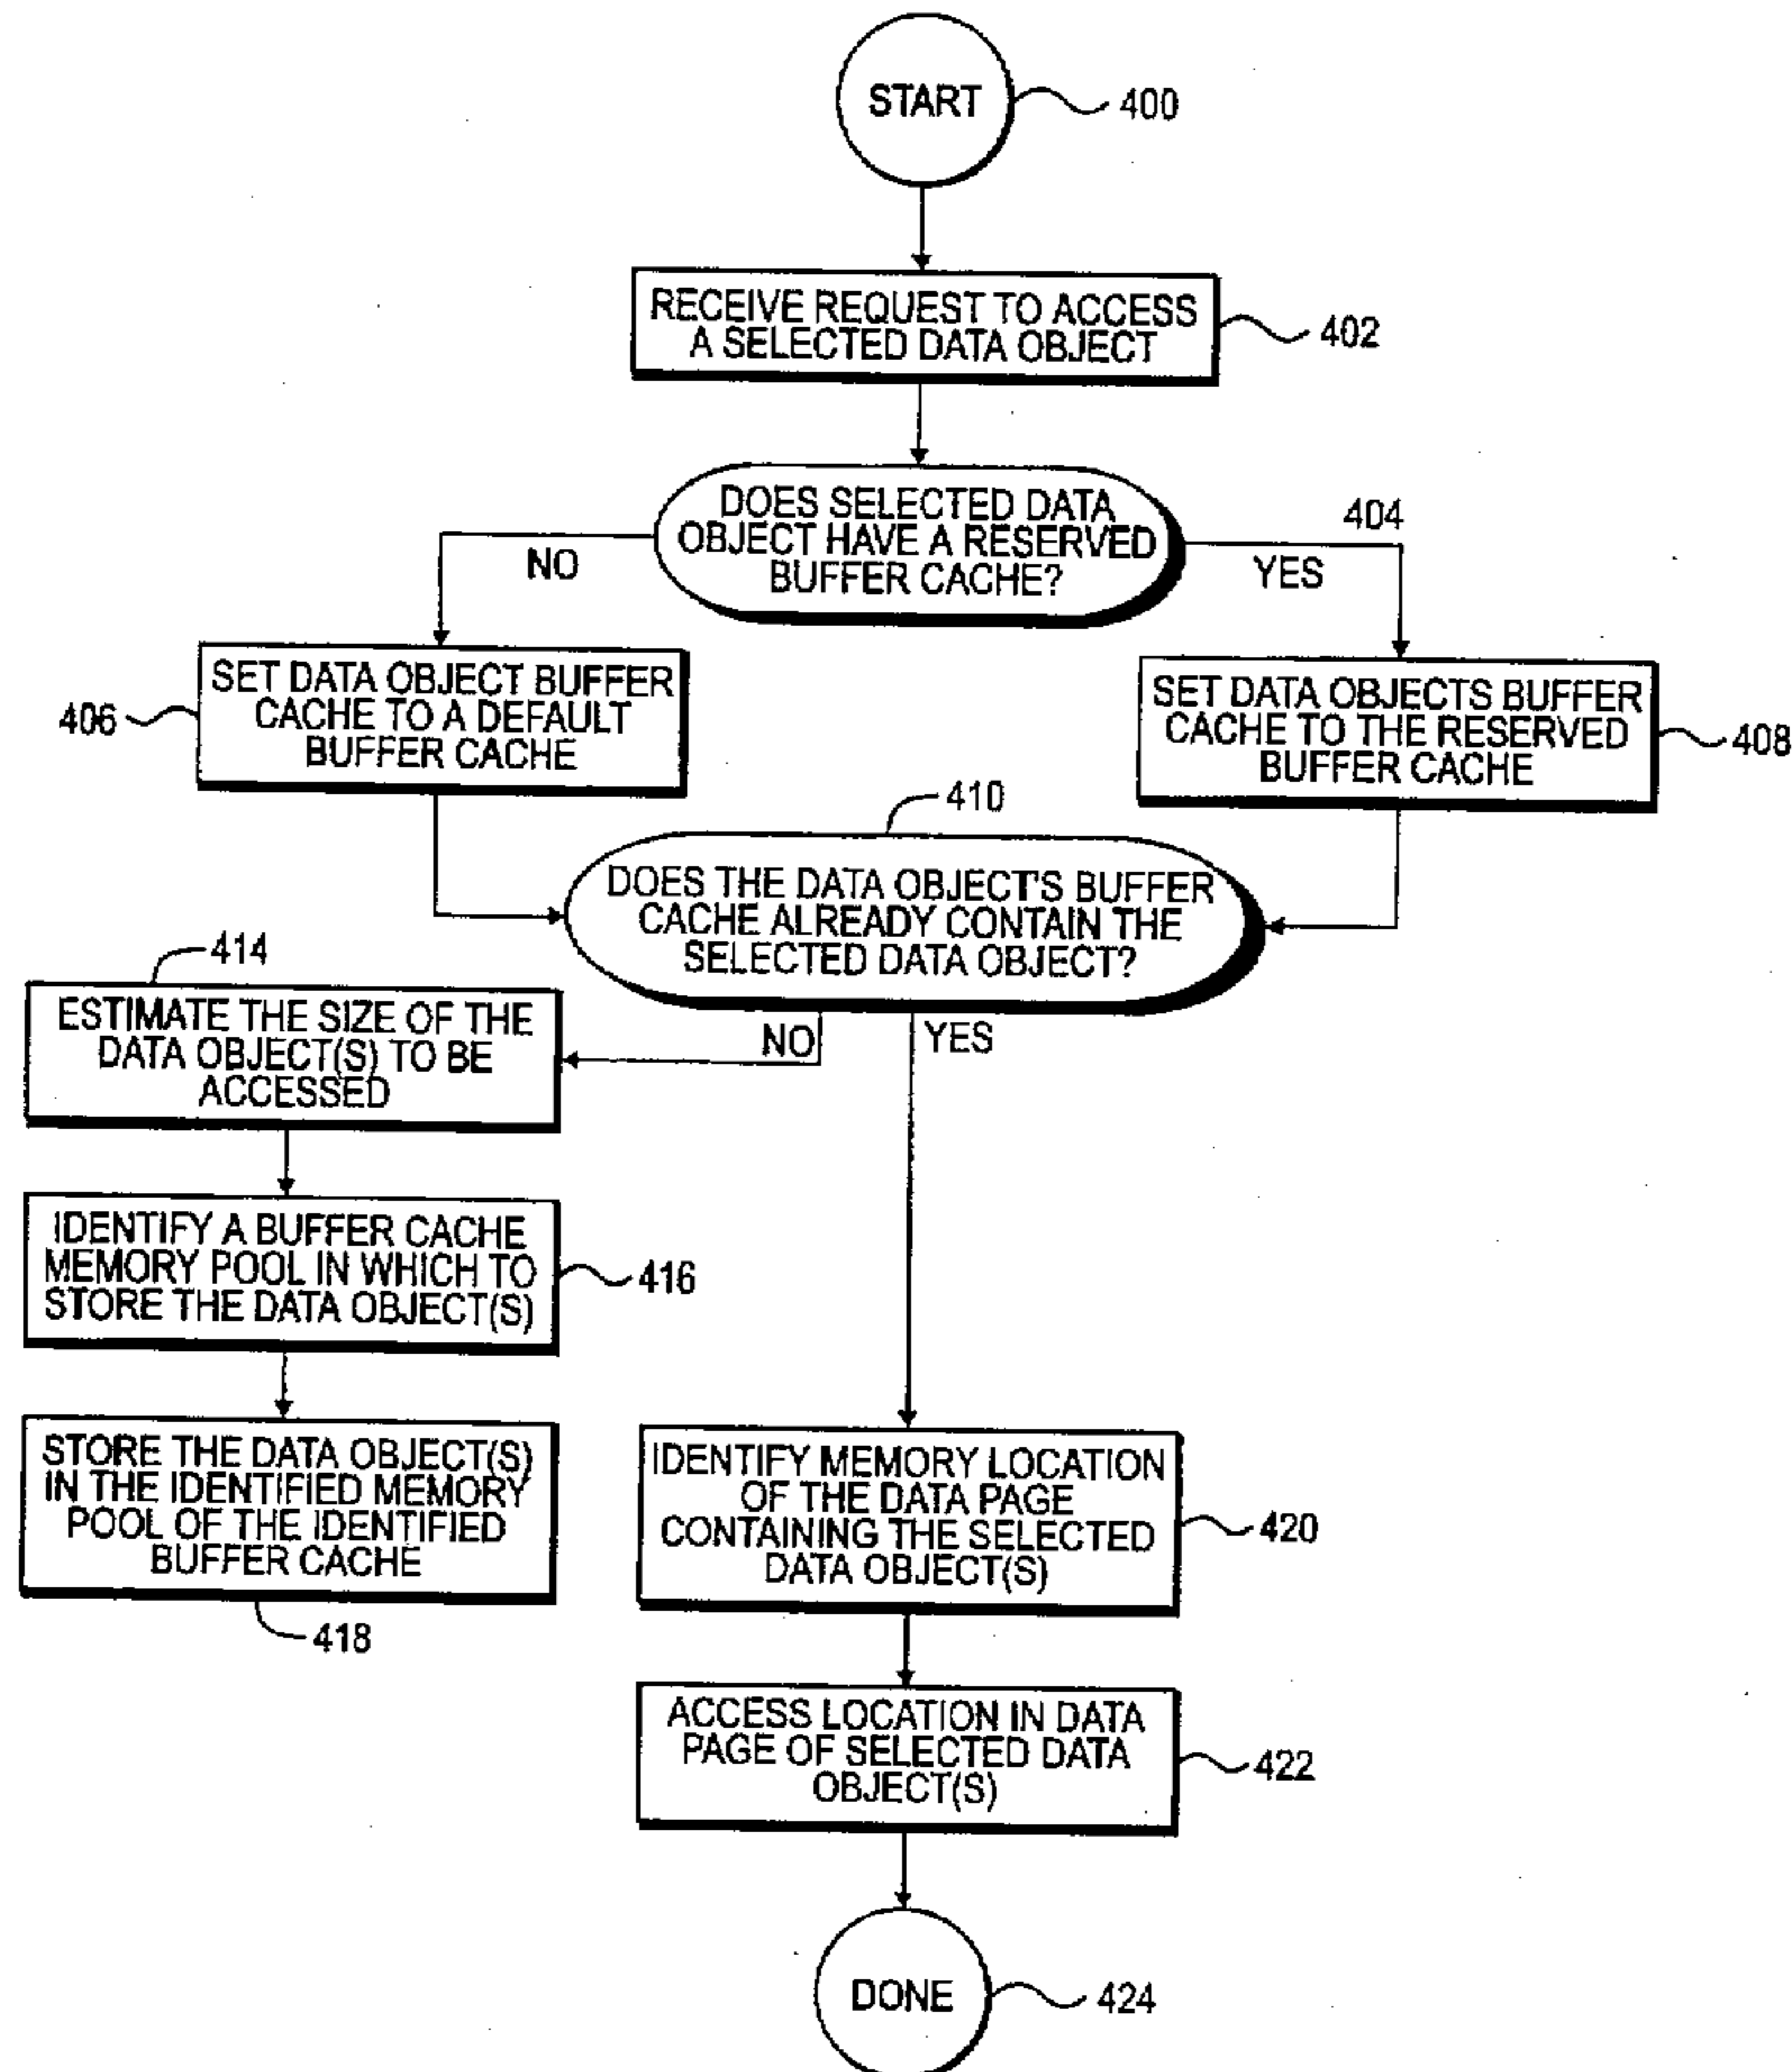 START
400
RECEIVE REQUEST TO ACCESS
A SELECTED DATA OBJECT
402
DOES SELECTED DATA
OBJECT HAVE A RESERVED
BUFFER CACHE?
404
NO
YES
SET DATA OBJECT BUFFER
CACHE TO A DEFAULT
BUFFER CACHE
406
SET DATA OBJECTS BUFFER
CACHE TO THE RESERVED
BUFFER CACHE
408
410
DOES THE DATA OBJECT'S BUFFER
CACHE ALREADY CONTAIN THE
SELECTED DATA OBJECT?
NO
YES
414
ESTIMATE THE SIZE OF THE
DATA OBJECT(S) TO BE
ACCESSED
IDENTIFY A BUFFER CACHE
MEMORY POOL IN WHICH TO
STORE THE DATA OBJECT(S)
416
STORE THE DATA OBJECT(S)
IN THE IDENTIFIED MEMORY
POOL OF THE IDENTIFIED
BUFFER CACHE
418
IDENTIFY MEMORY LOCATION
OF THE DATA PAGE
CONTAINING THE SELECTED
DATA OBJECT(S)
420
ACCESS LOCATION IN DATA
PAGE OF SELECTED DATA
OBJECT(S)
422
DONE
424